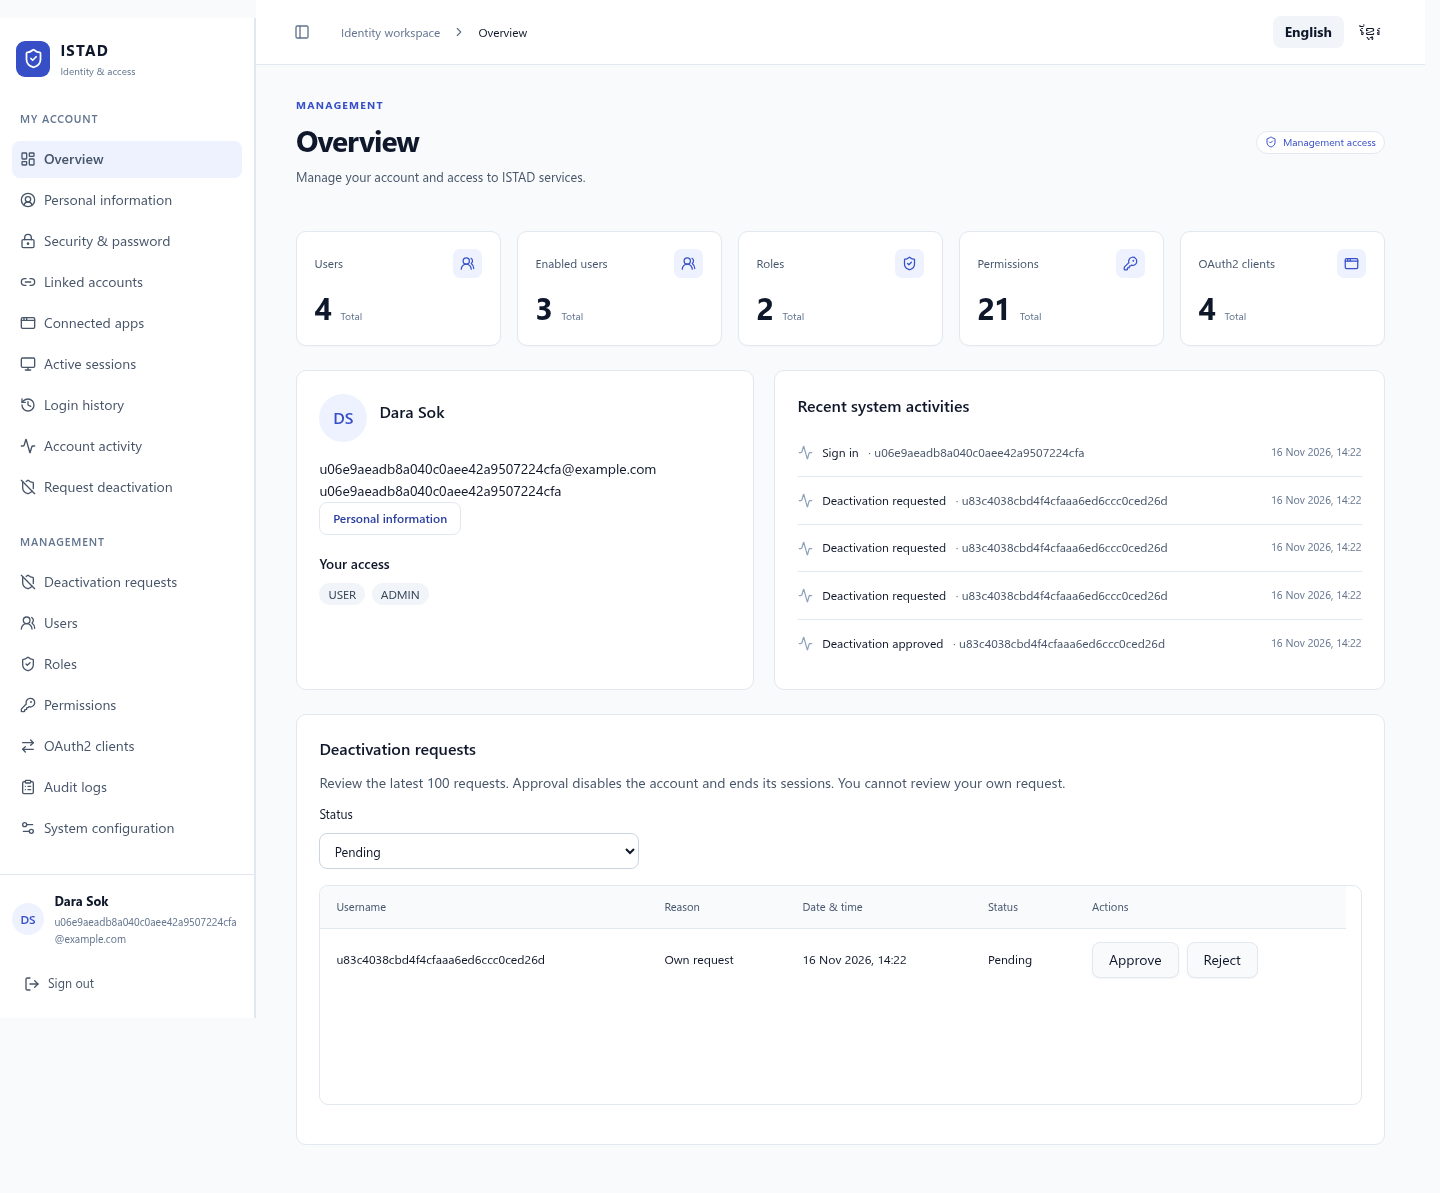 ISTAD
Identity & access
MY ACCOUNT
Overview
Personal information
Security & password
Linked accounts
Connected apps
Active sessions
Login history
Account activity
Request deactivation
MANAGEMENT
Deactivation requests
Users
Roles
Permissions
OAuth2 clients
Audit logs
System configuration
DS
Dara Sok
u06e9aeadb8a040c0aee42a9507224cfa
@example.com
Sign out
Identity workspace > Overview
English ខ្មែរ
MANAGEMENT
Overview
Management access
Manage your account and access to ISTAD services.
Users
4 Total
Enabled users
3 Total
Roles
2 Total
Permissions
21 Total
OAuth2 clients
4 Total
DS Dara Sok
u06e9aeadb8a040c0aee42a9507224cfa@example.com
u06e9aeadb8a040c0aee42a9507224cfa
Personal information
Your access
USER ADMIN
Recent system activities
Sign in · u06e9aeadb8a040c0aee42a9507224cfa 16 Nov 2026, 14:22
Deactivation requested · u83c4038cbd4f4cfaaa6ed6ccc0ced26d 16 Nov 2026, 14:22
Deactivation requested · u83c4038cbd4f4cfaaa6ed6ccc0ced26d 16 Nov 2026, 14:22
Deactivation requested · u83c4038cbd4f4cfaaa6ed6ccc0ced26d 16 Nov 2026, 14:22
Deactivation approved · u83c4038cbd4f4cfaaa6ed6ccc0ced26d 16 Nov 2026, 14:22
Deactivation requests
Review the latest 100 requests. Approval disables the account and ends its sessions. You cannot review your own request.
Status
Pending
Username Reason Date & time Status Actions
u83c4038cbd4f4cfaaa6ed6ccc0ced26d Own request 16 Nov 2026, 14:22 Pending Approve Reject